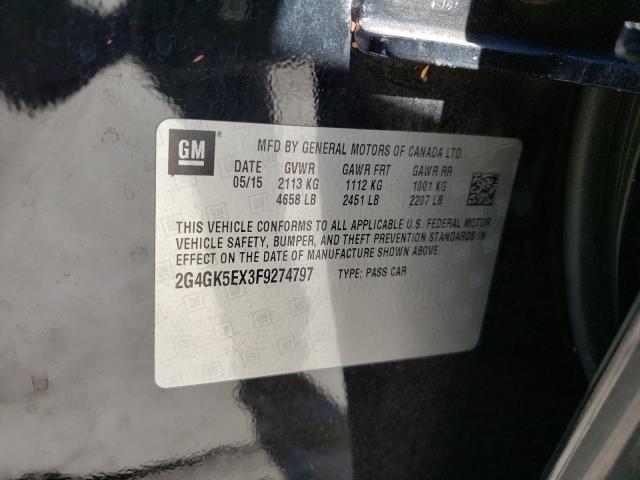 GM
MFD BY GENERAL MOTORS OF CANADA LTD.
DATE GVWR GAWR FRT GAWR RR
05/15 2113 KG 1112 KG 1001 KG
4658 LB 2451 LB 2207 LB
THIS VEHICLE CONFORMS TO ALL APPLICABLE U.S. FEDERAL MOTOR
VEHICLE SAFETY, BUMPER, AND THEFT PREVENTION STANDARDS IN
EFFECT ON THE DATE OF MANUFACTURE SHOWN ABOVE.
2G4GK5EX3F9274797 TYPE: PASS CAR